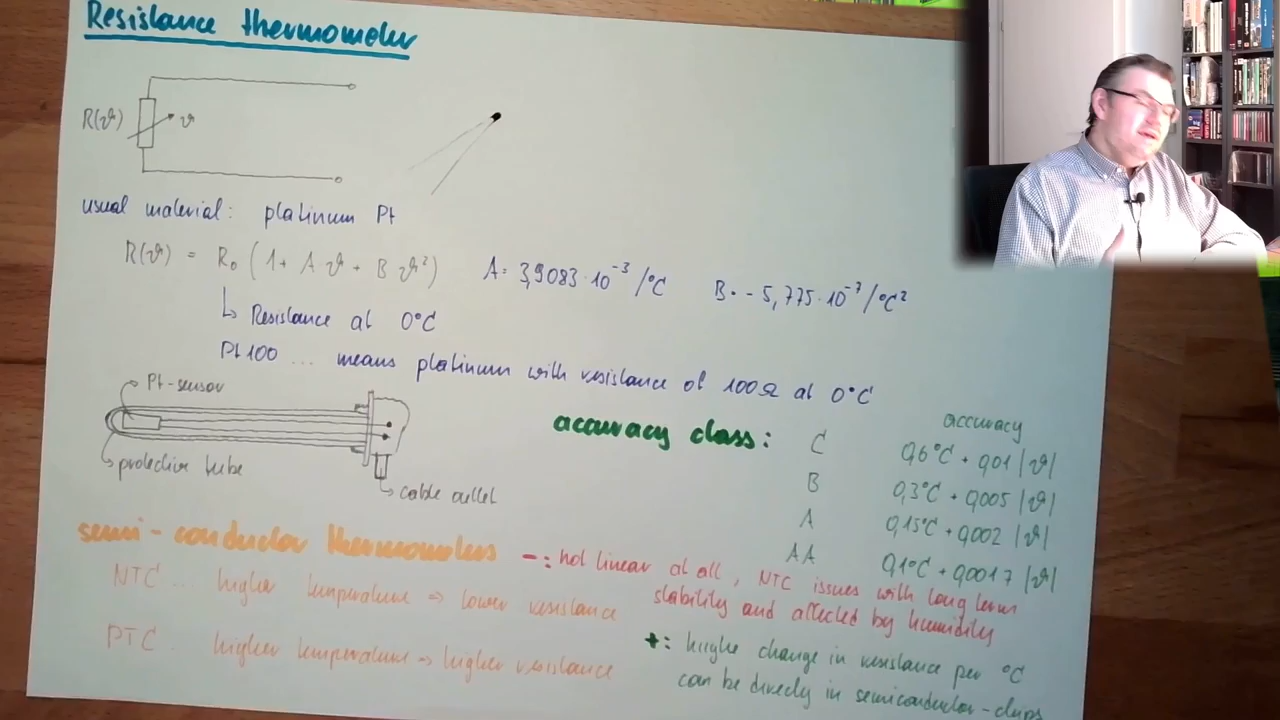 Resistance thermometer
R(ϑ) ϑ
usual material: platinum Pt
R(ϑ) = R₀ (1 + A ϑ + B ϑ²) A = 3,9083·10⁻³ /°C B = -5,775·10⁻⁷ /°C²
↳ Resistance at 0°C
Pt100 ... means platinum with resistance of 100Ω at 0°C
Pt-sensor
protective tube
cable outlet
accuracy class: accuracy
C 0,6°C + 0,01 |ϑ|
B 0,3°C + 0,005 |ϑ|
A 0,15°C + 0,002 |ϑ|
AA 0,1°C + 0,0017 |ϑ|
semi-conductor thermometers
NTC ... higher temperature ⇒ lower resistance
PTC .. higher temperature ⇒ higher resistance
-: not linear at all, NTC issues with long term
stability and affected by humidity
+: highe change in resistance per °C
can be directly in semiconductor-chips